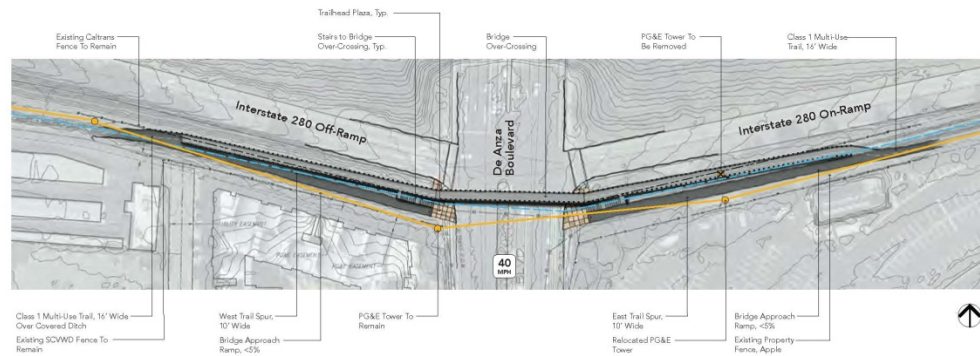 Trailhead Plaza, Typ.
Existing Caltrans
Fence To Remain
Stairs to Bridge
Over-Crossing, Typ.
Bridge
Over-Crossing
PG&E Tower To
Be Removed
Class 1 Multi-Use
Trail, 16' Wide
Interstate 280 Off-Ramp
De Anza
Boulevard
Interstate 280 On-Ramp
40
MPH
Class 1 Multi-Use Trail, 16' Wide
Over Covered Ditch
Existing SCVWD Fence To
Remain
West Trail Spur,
10' Wide
Bridge Approach
Ramp, <5%
PG&E Tower To
Remain
East Trail Spur,
10' Wide
Relocated PG&E
Tower
Bridge Approach
Ramp, <5%
Existing Property
Fence, Apple